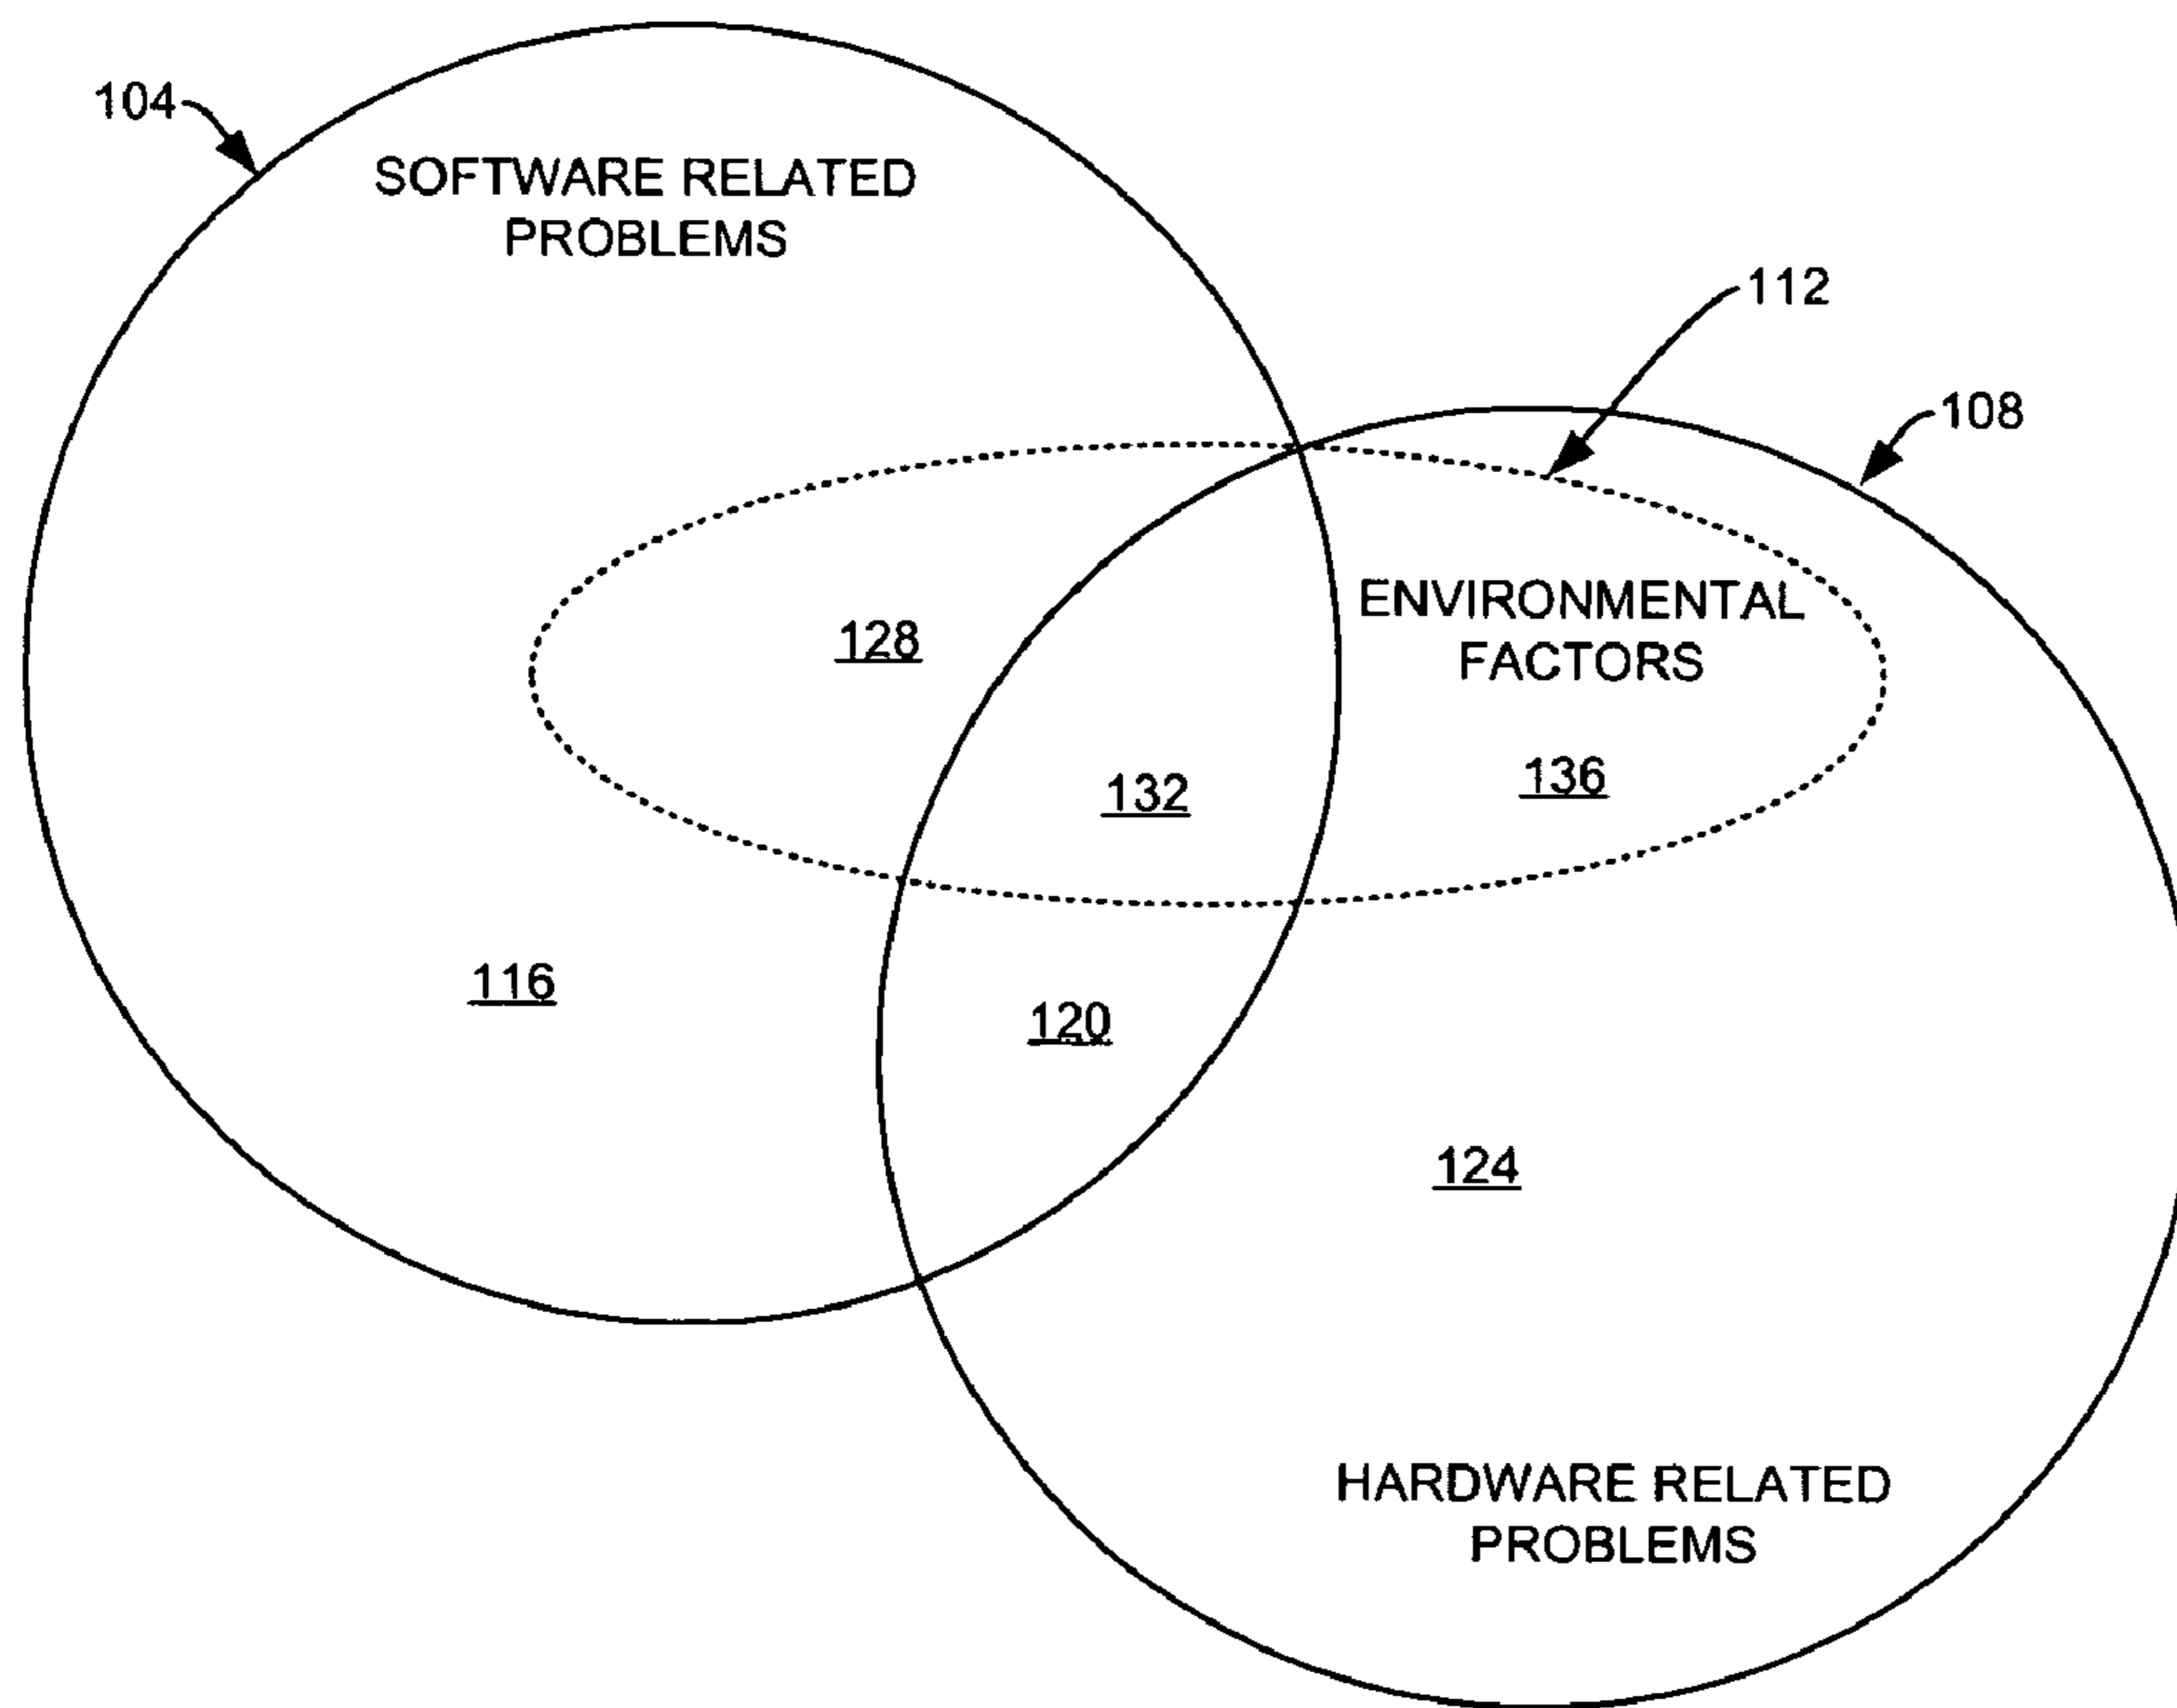 104
SOFTWARE RELATED
PROBLEMS
112
108
ENVIRONMENTAL
FACTORS
128
132
136
116
120
124
HARDWARE RELATED
PROBLEMS